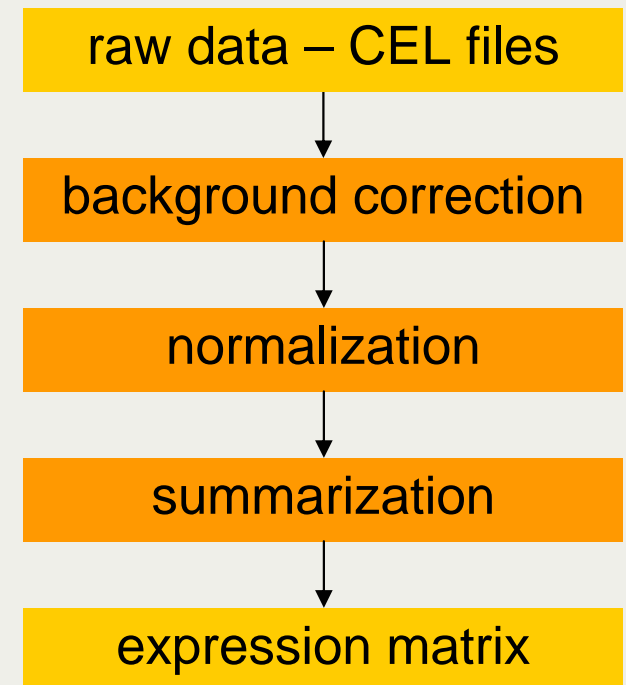 raw data – CEL files
background correction
normalization
summarization
expression matrix